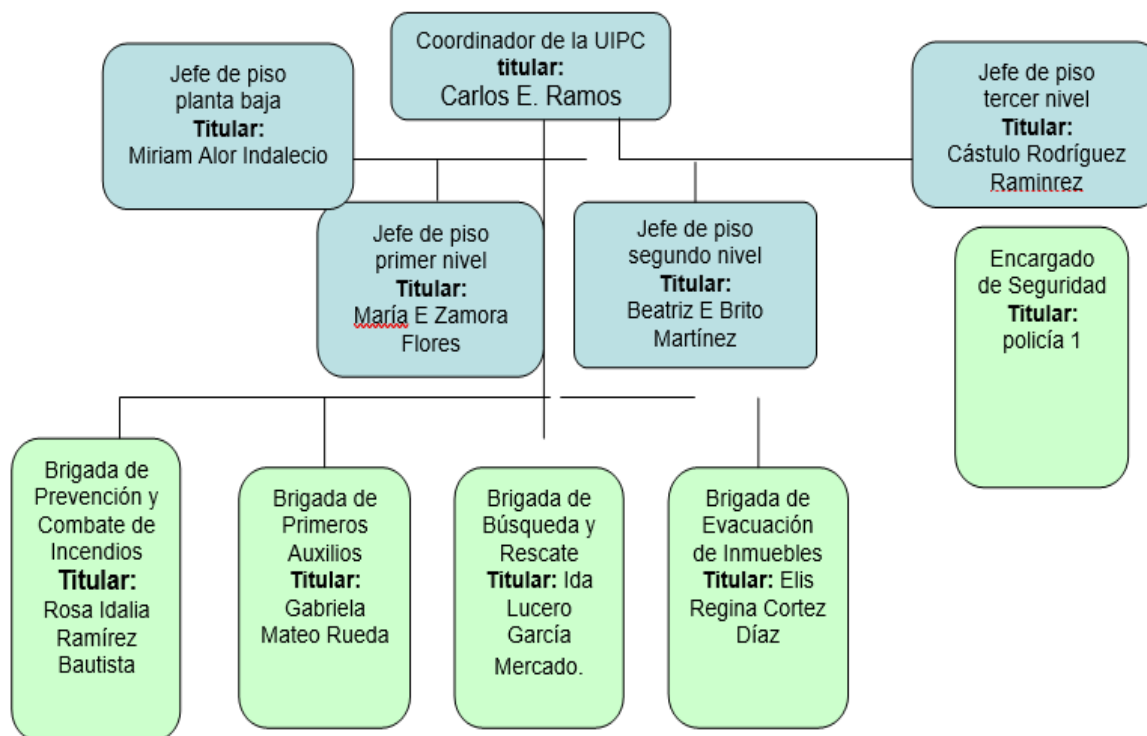 Coordinador de la UIPC
titular:
Carlos E. Ramos
Jefe de piso
planta baja
Titular:
Miriam Alor Indalecio
Jefe de piso
tercer nivel
Titular:
Cástulo Rodríguez
Raminrez
Jefe de piso
primer nivel
Titular:
María E Zamora
Flores
Jefe de piso
segundo nivel
Titular:
Beatriz E Brito
Martínez
Encargado
de Seguridad
Titular:
policía 1
Brigada de
Prevención y
Combate de
Incendios
Titular:
Rosa Idalia
Ramírez
Bautista
Brigada de
Primeros
Auxilios
Titular:
Gabriela
Mateo Rueda
Brigada de
Búsqueda y
Rescate
Titular: Ida
Lucero
García
Mercado.
Brigada de
Evacuación
de Inmuebles
Titular: Elis
Regina Cortez
Díaz